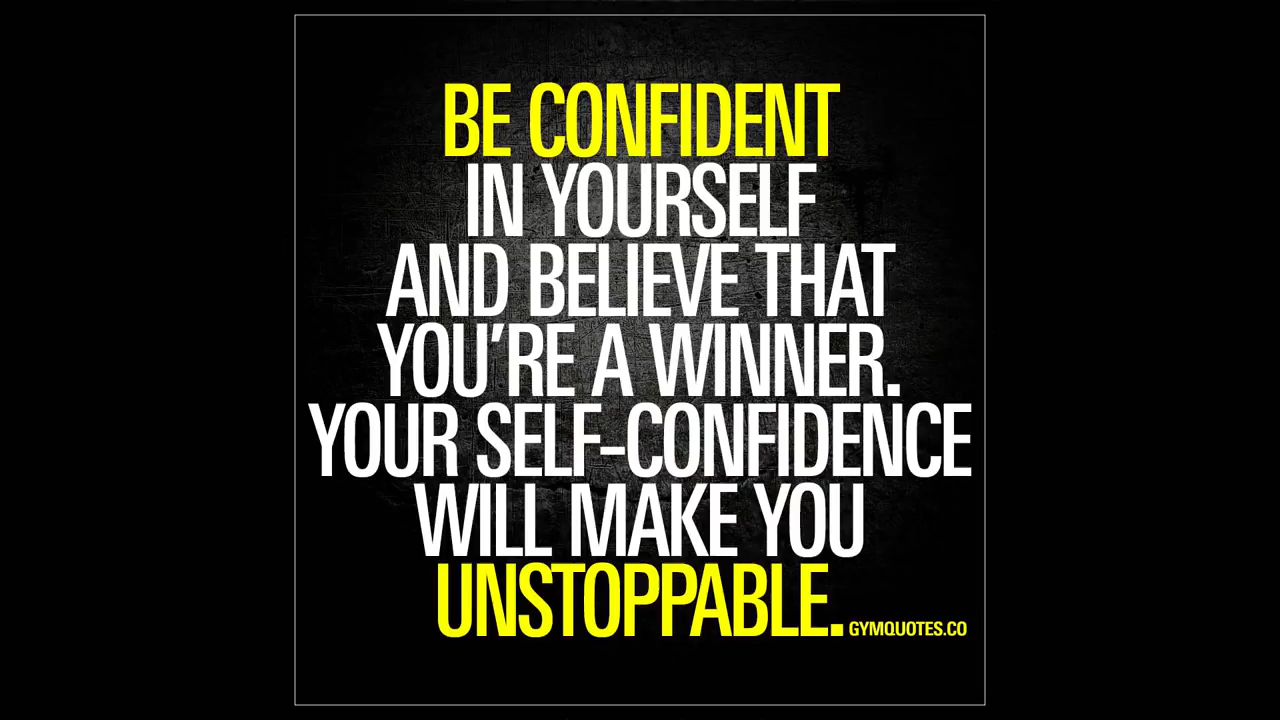 BE CONFIDENT
IN YOURSELF
AND BELIEVE THAT
YOU'RE A WINNER.
YOUR SELF-CONFIDENCE
WILL MAKE YOU
UNSTOPPABLE.
GYMQUOTES.CO